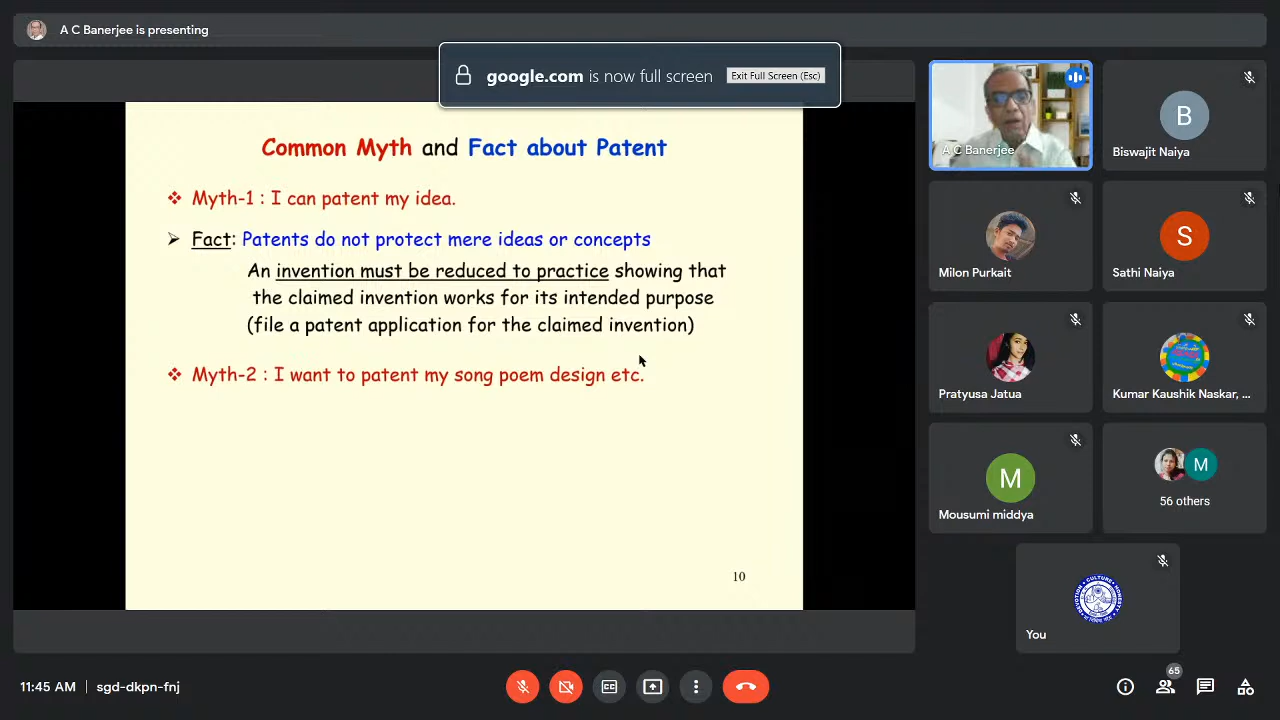 A C Banerjee is presenting
google.com is now full screen Exit Full Screen (Esc)
Common Myth and Fact about Patent
❖ Myth-1 : I can patent my idea.
➢ Fact: Patents do not protect mere ideas or concepts
An invention must be reduced to practice showing that
the claimed invention works for its intended purpose
(file a patent application for the claimed invention)
❖ Myth-2 : I want to patent my song poem design etc.
10
A C Banerjee
B
Biswajit Naiya
Milon Purkait
S
Sathi Naiya
Pratyusa Jatua
Kumar Kaushik Naskar, ...
M
Mousumi middya
M
56 others
You
11:45 AM | sgd-dkpn-fnj
65